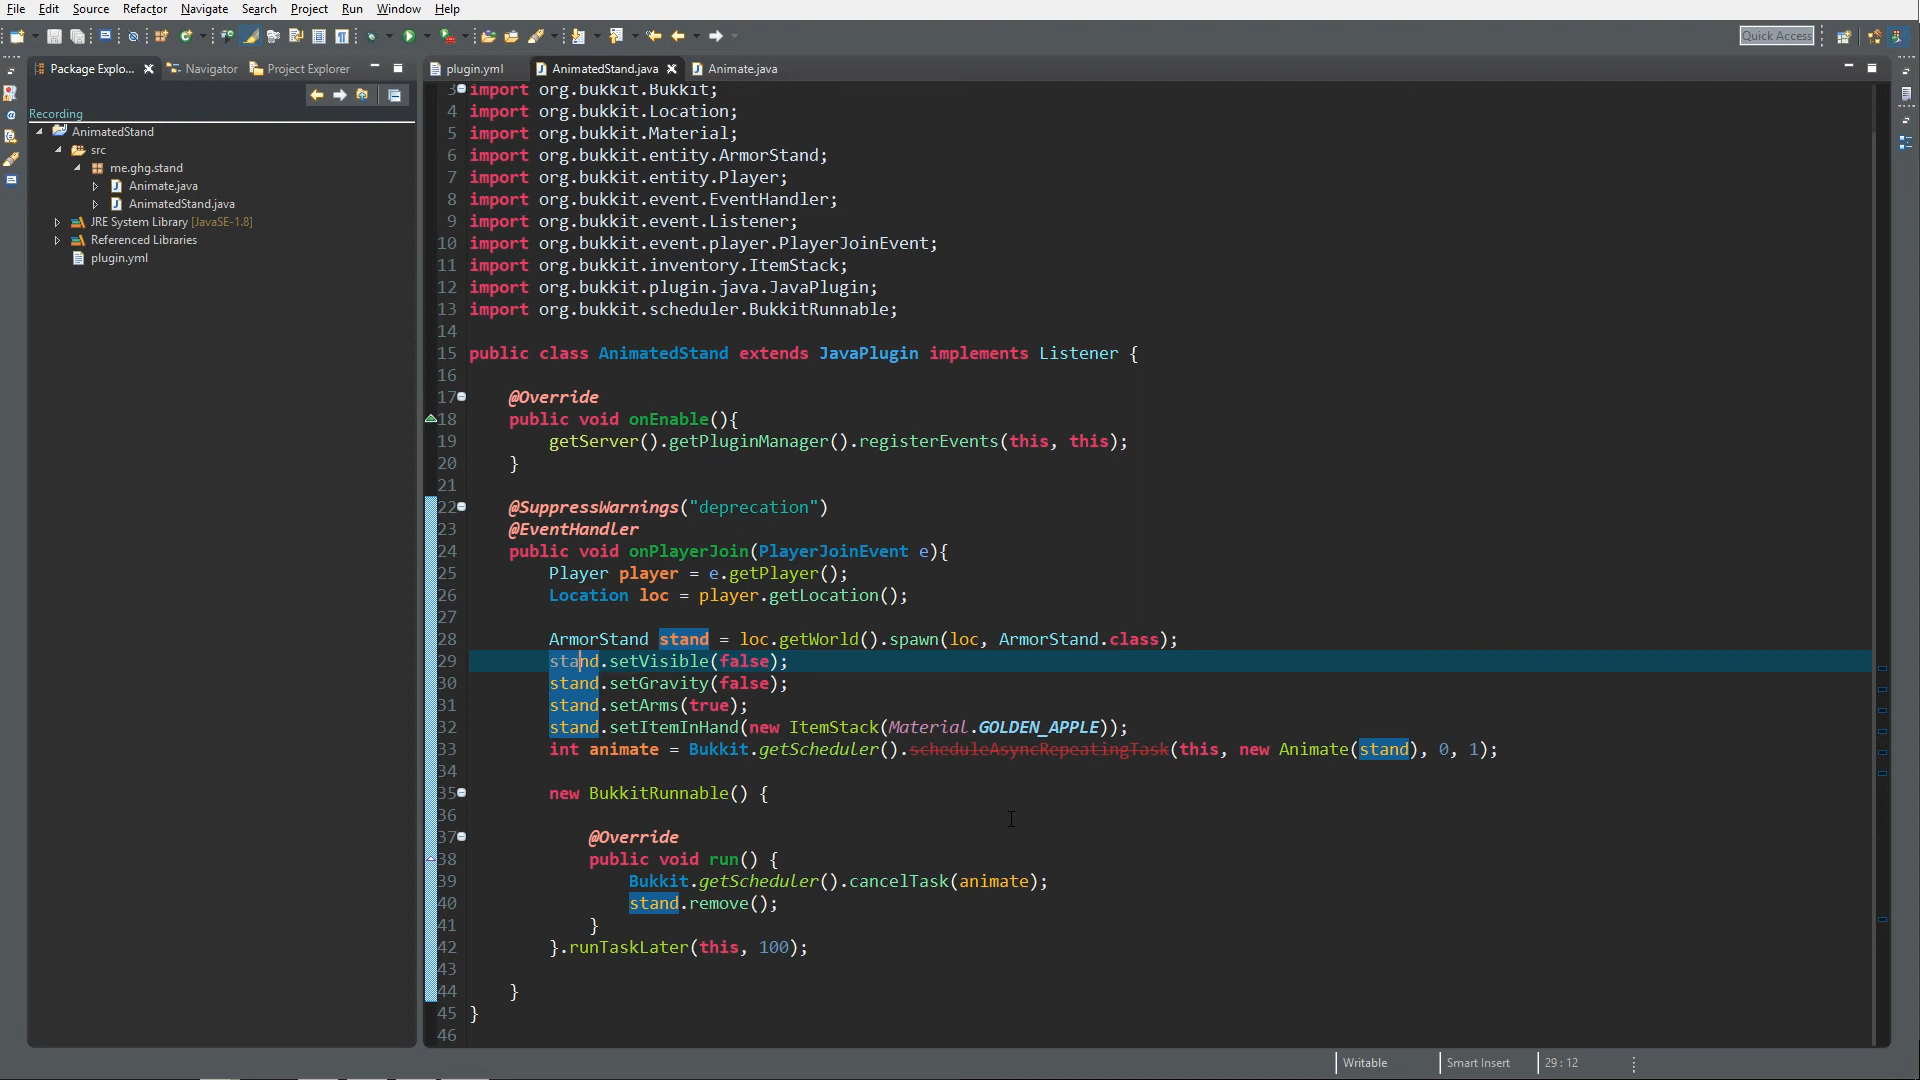 File Edit Source Refactor Navigate Search Project Run Window Help
Quick Access
Package Explo...
Navigator
Project Explorer
Recording
AnimatedStand
src
me.ghg.stand
Animate.java
AnimatedStand.java
JRE System Library [JavaSE-1.8]
Referenced Libraries
plugin.yml
plugin.yml
AnimatedStand.java
Animate.java
3 import org.bukkit.Bukkit;
4 import org.bukkit.Location;
5 import org.bukkit.Material;
6 import org.bukkit.entity.ArmorStand;
7 import org.bukkit.entity.Player;
8 import org.bukkit.event.EventHandler;
9 import org.bukkit.event.Listener;
10 import org.bukkit.event.player.PlayerJoinEvent;
11 import org.bukkit.inventory.ItemStack;
12 import org.bukkit.plugin.java.JavaPlugin;
13 import org.bukkit.scheduler.BukkitRunnable;
14
15 public class AnimatedStand extends JavaPlugin implements Listener {
16
17 @Override
18 public void onEnable(){
19 getServer().getPluginManager().registerEvents(this, this);
20 }
21
22 @SuppressWarnings("deprecation")
23 @EventHandler
24 public void onPlayerJoin(PlayerJoinEvent e){
25 Player player = e.getPlayer();
26 Location loc = player.getLocation();
27
28 ArmorStand stand = loc.getWorld().spawn(loc, ArmorStand.class);
29 stand.setVisible(false);
30 stand.setGravity(false);
31 stand.setArms(true);
32 stand.setItemInHand(new ItemStack(Material.GOLDEN_APPLE));
33 int animate = Bukkit.getScheduler().scheduleAsyncRepeatingTask(this, new Animate(stand), 0, 1);
34
35 new BukkitRunnable() {
36
37 @Override
38 public void run() {
39 Bukkit.getScheduler().cancelTask(animate);
40 stand.remove();
41 }
42 }.runTaskLater(this, 100);
43
44 }
45 }
46
Writable
Smart Insert
29 : 12